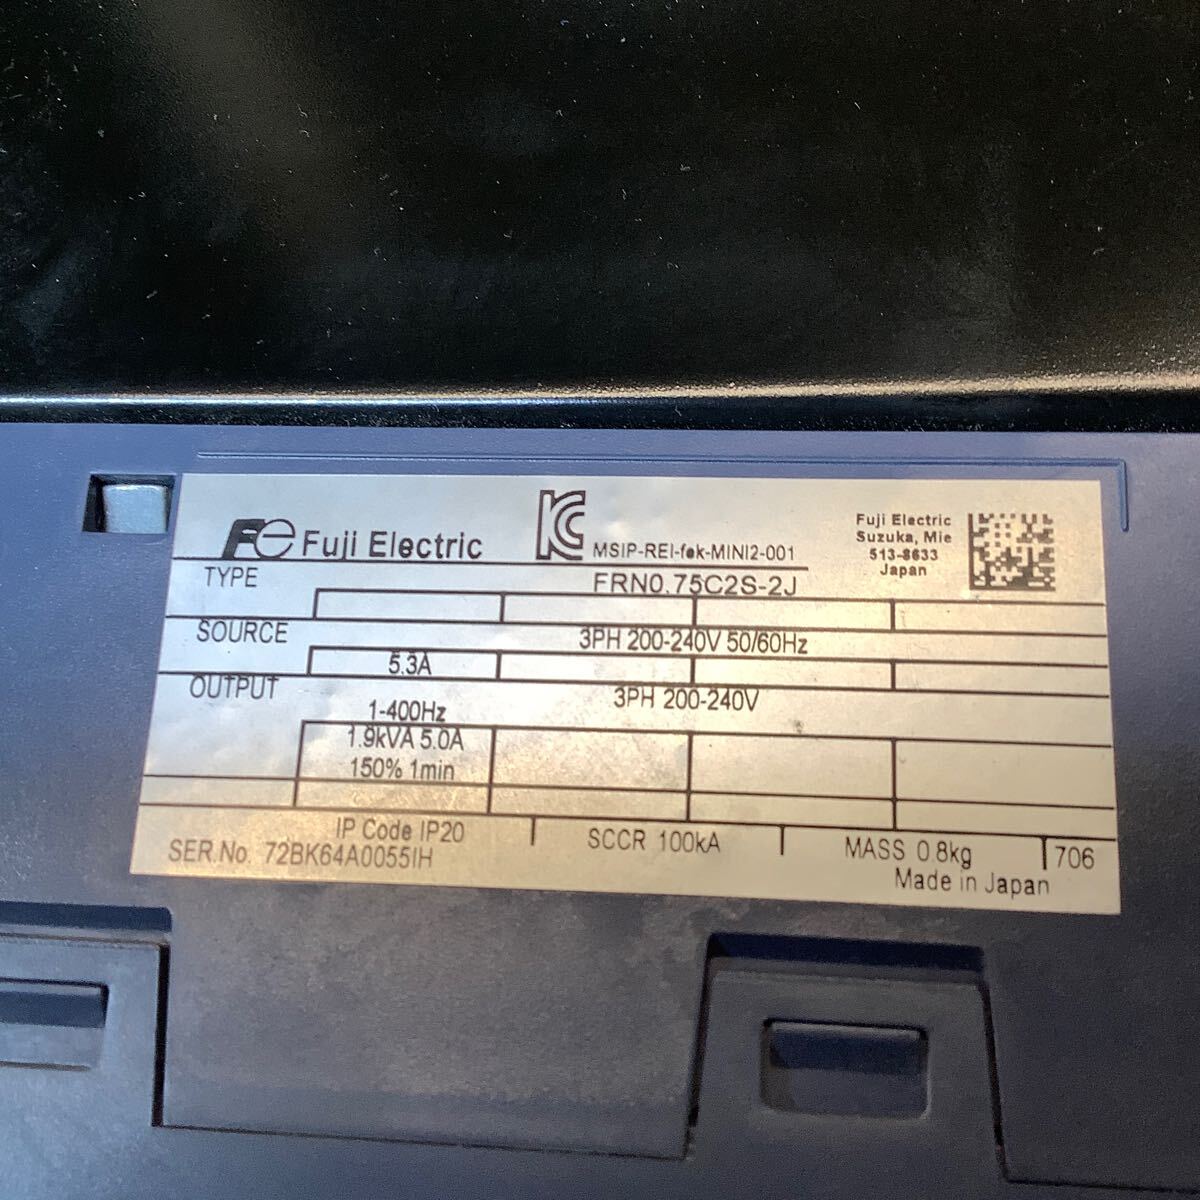 Fe Fuji Electric
KC MSIP-REI-fek-MINI2-001
Fuji Electric
Suzuka, Mie
513-8633
Japan
TYPE FRN0.75C2S-2J
SOURCE 3PH 200-240V 50/60Hz
5.3A
OUTPUT 3PH 200-240V
1-400Hz
1.9kVA 5.0A
150% 1min
IP Code IP20 SCCR 100kA MASS 0.8kg 706
SER.No. 72BK64A0055IH Made in Japan